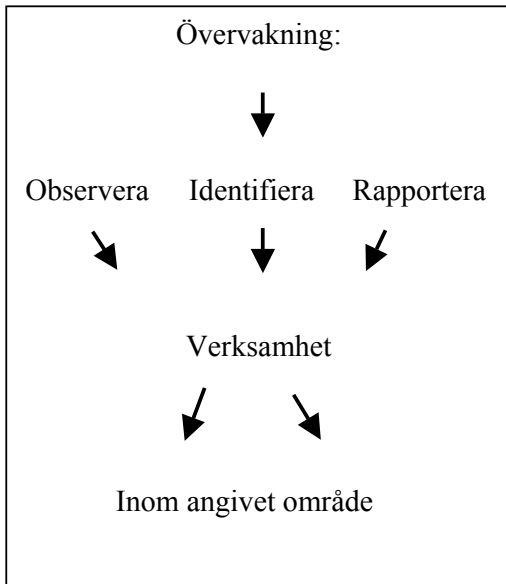 Övervakning:
Observera Identifiera Rapportera
Verksamhet
Inom angivet område